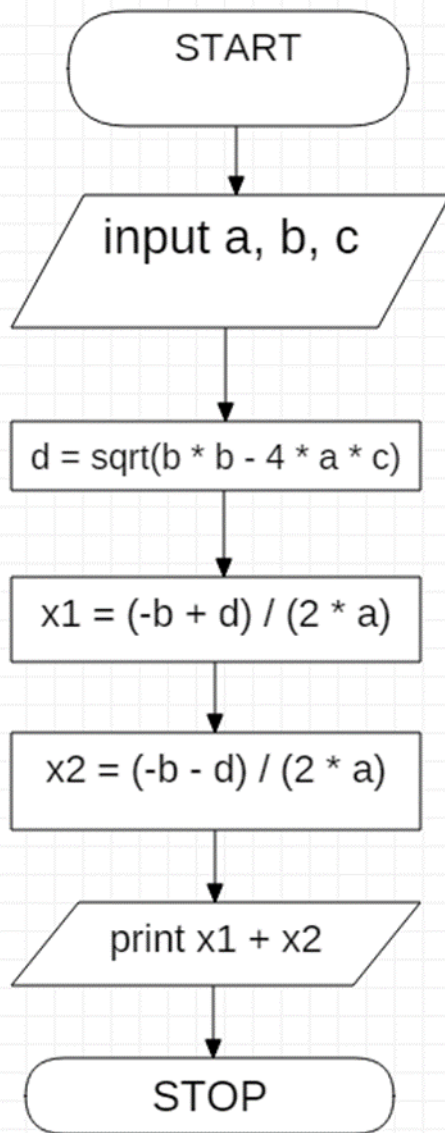 START
input a, b, c
d = sqrt(b * b - 4 * a * c)
x1 = (-b + d) / (2 * a)
x2 = (-b - d) / (2 * a)
print x1 + x2
STOP